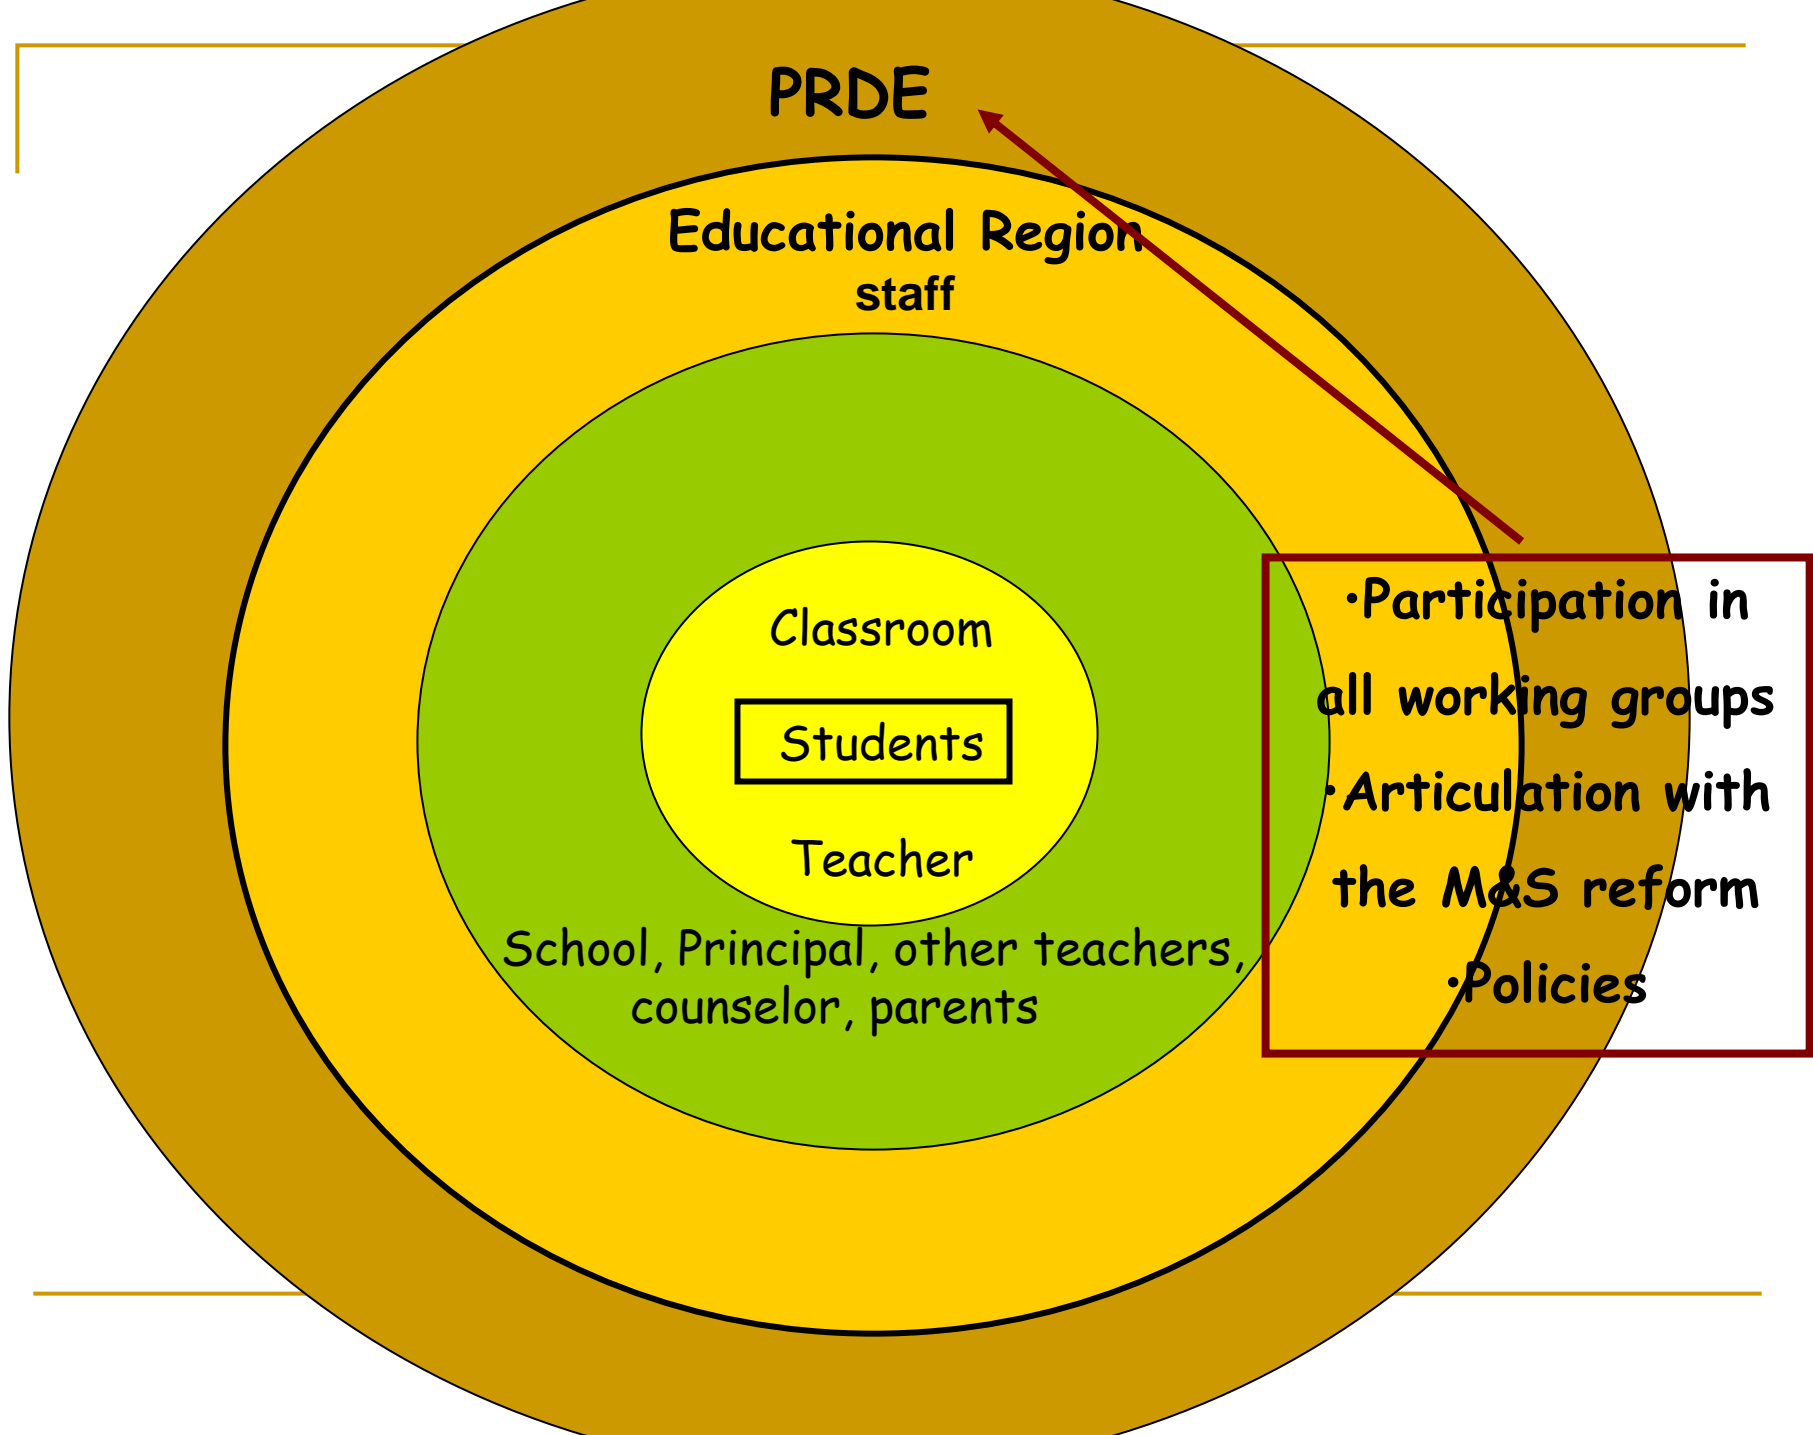 PRDE
Educational Region
staff
Classroom
Students
Teacher
School, Principal, other teachers,
counselor, parents
•Participation in
all working groups
•Articulation with
the M&S reform
•Policies